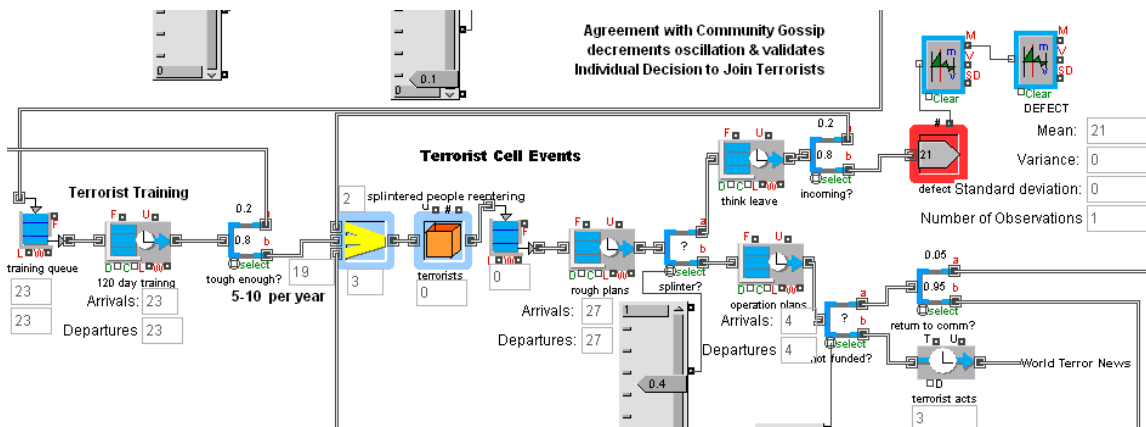 0
0.1
Agreement with Community Gossip
decrements oscillation & validates
Individual Decision to Join Terrorists
M
V
SD
Clear
M
V
SD
Clear
DEFECT
Mean: 21
Variance: 0
Standard deviation: 0
Number of Observations 1
#
21
defect
Terrorist Cell Events
F U
D C L W
think leave
0.2
0.8
b
select
incoming?
Terrorist Training
F
L W
training queue
23
23
F U
D C L W
120 day trainng
Arrivals: 23
Departures 23
0.2
0.8
b
select
tough enough?
5-10 per year
19
2
3
splintered people reentering
u #
terrorists
0
F
L W
0
F U
D C L W
rough plans
Arrivals: 27
Departures: 27
?
a
b
select
splinter?
F U
D C L W
operation plans
Arrivals: 4
Departures 4
1
0.4
?
a
b
select
not funded?
0.05
0.95
a
b
select
return to comm?
T U
D
terrorist acts
3
World Terror News